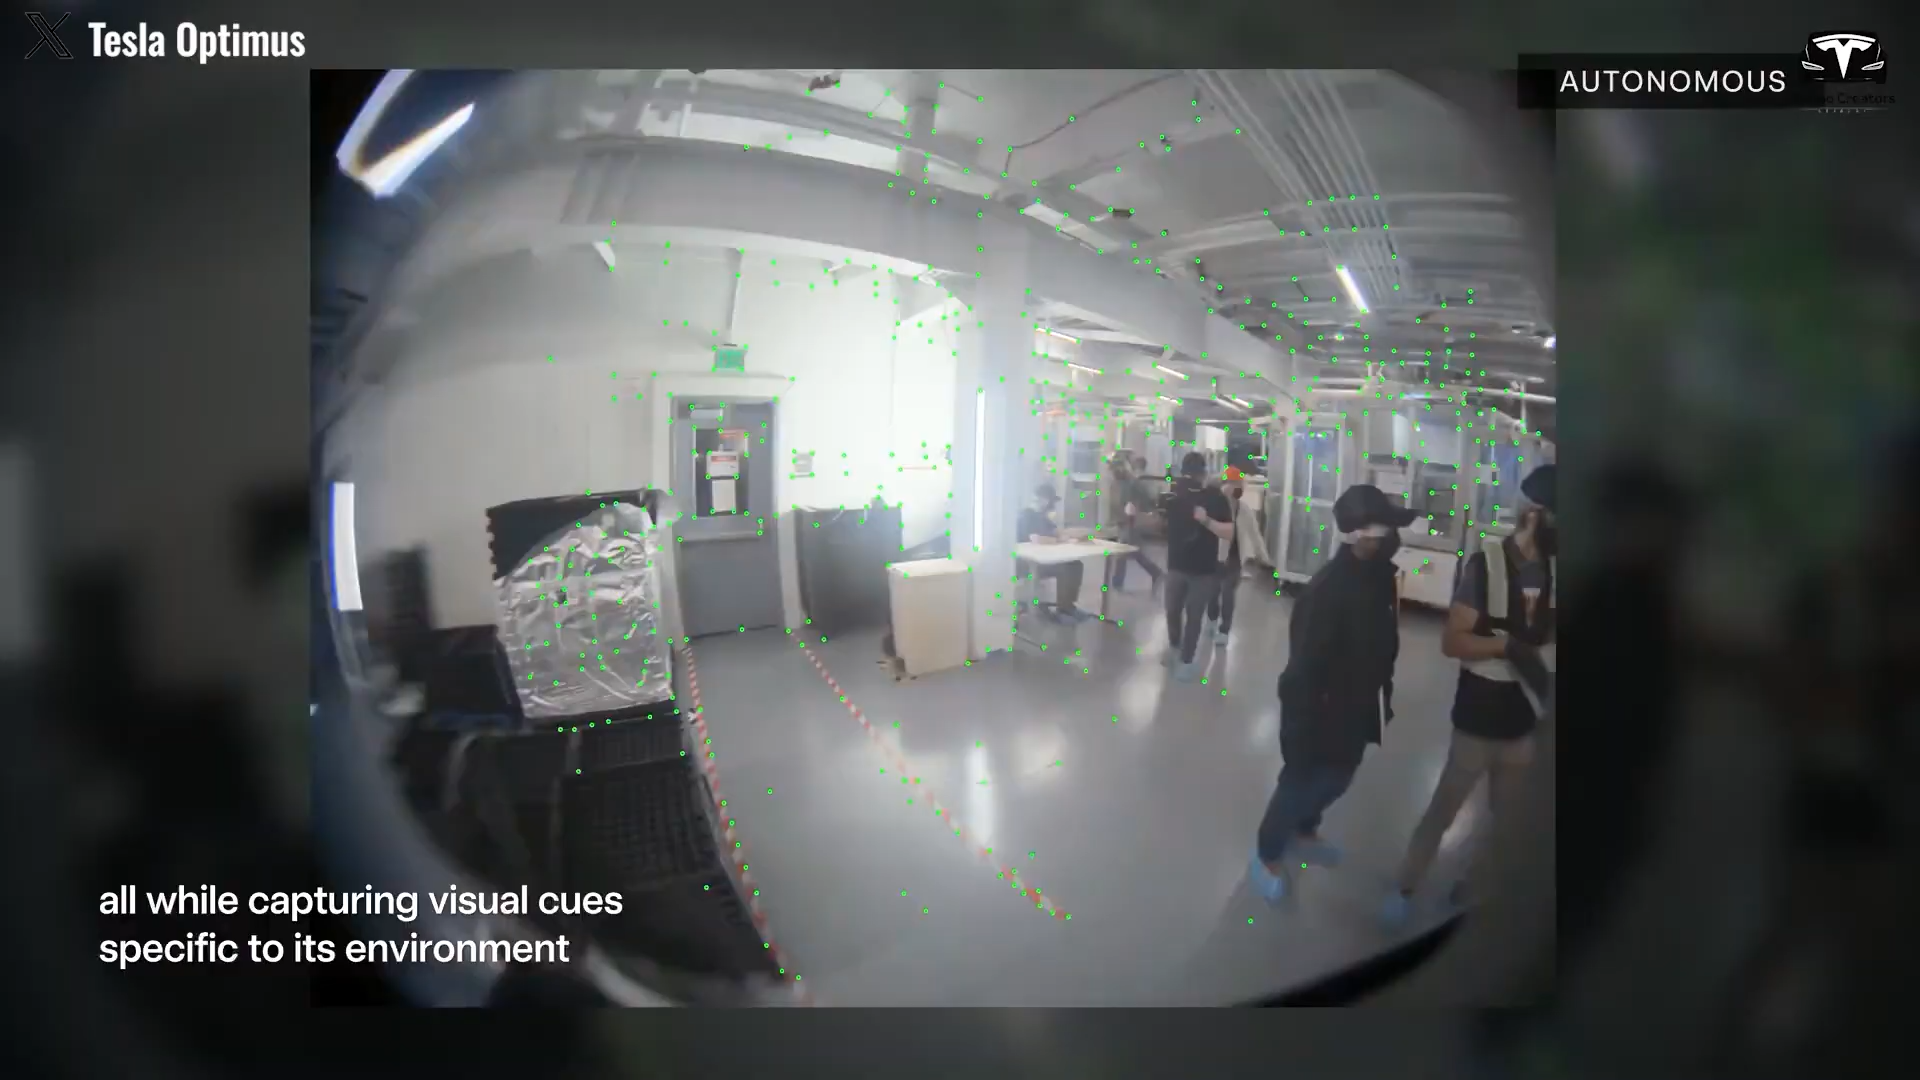 Tesla Optimus
AUTONOMOUS
all while capturing visual cues
specific to its environment